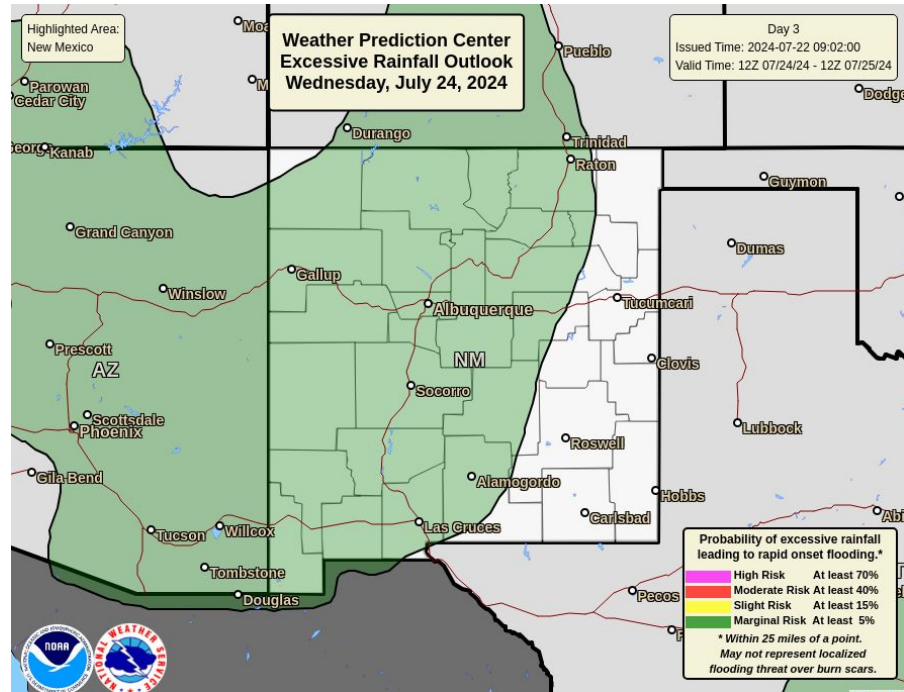 Highlighted Area:
New Mexico
Weather Prediction Center
Excessive Rainfall Outlook
Wednesday, July 24, 2024
Day 3
Issued Time: 2024-07-22 09:02:00
Valid Time: 12Z 07/24/24 - 12Z 07/25/24
Pueblo
Parowan
Cedar City
Durango
Trinidad
Kanab
Raton
Guymon
Grand Canyon
Dumas
Gallup
Winslow
Albuquerque
Tucumcari
Prescott
AZ
NM
Clovis
Socorro
Scottsdale
Phoenix
Lubbock
Roswell
Gila Bend
Alamogordo
Hobbs
Carlsbad
Tucson
Willcox
Las Cruces
Tombstone
Douglas
Pecos
Probability of excessive rainfall
leading to rapid onset flooding.*
High Risk At least 70%
Moderate Risk At least 40%
Slight Risk At least 15%
Marginal Risk At least 5%
* Within 25 miles of a point.
May not represent localized
flooding threat over burn scars.
NOAA
NATIONAL WEATHER SERVICE